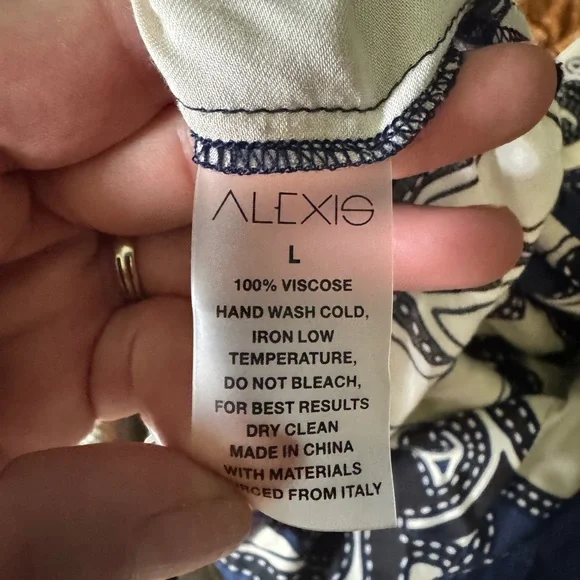 ALEXIS
L
100% VISCOSE
HAND WASH COLD,
IRON LOW
TEMPERATURE,
DO NOT BLEACH,
FOR BEST RESULTS
DRY CLEAN
MADE IN CHINA
WITH MATERIALS
FROM ITALY